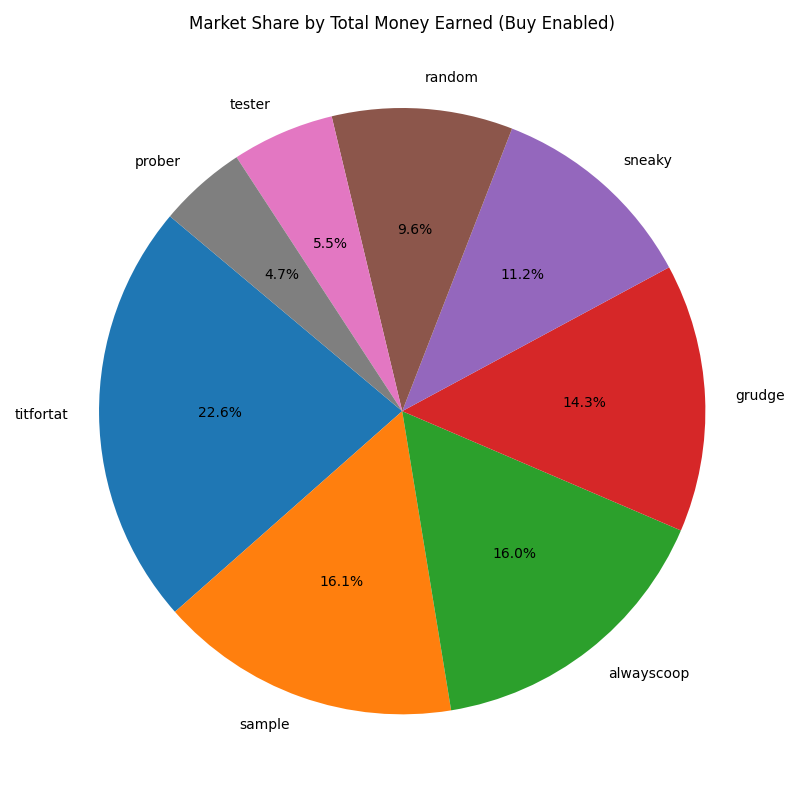 Market Share by Total Money Earned (Buy Enabled)
random
tester
prober
sneaky
9.6%
5.5%
4.7%
11.2%
grudge
14.3%
titfortat
22.6%
16.0%
16.1%
alwayscoop
sample